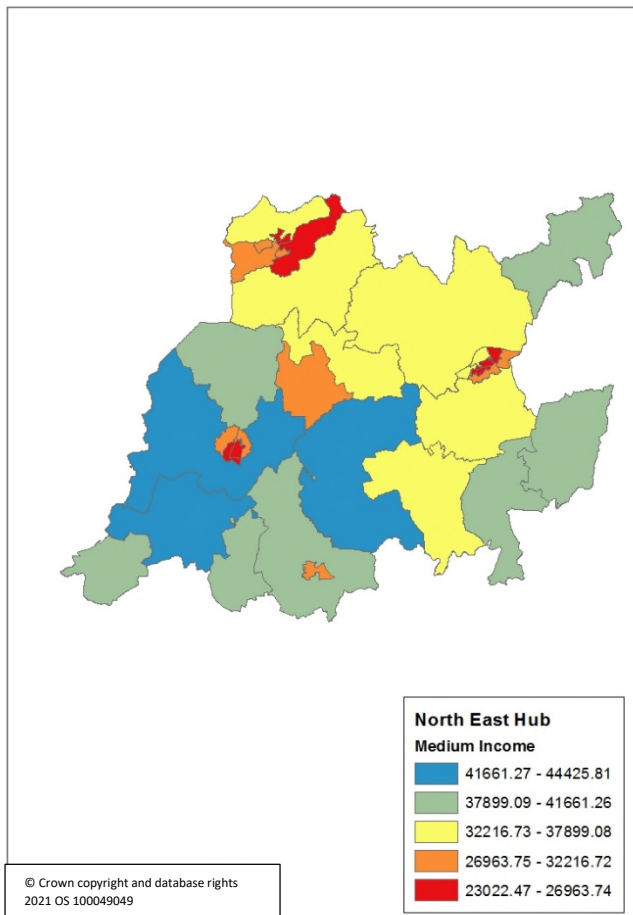 North East Hub
Medium Income
41661.27 - 44425.81
37899.09 - 41661.26
32216.73 - 37899.08
26963.75 - 32216.72
23022.47 - 26963.74
© Crown copyright and database rights
2021 OS 100049049